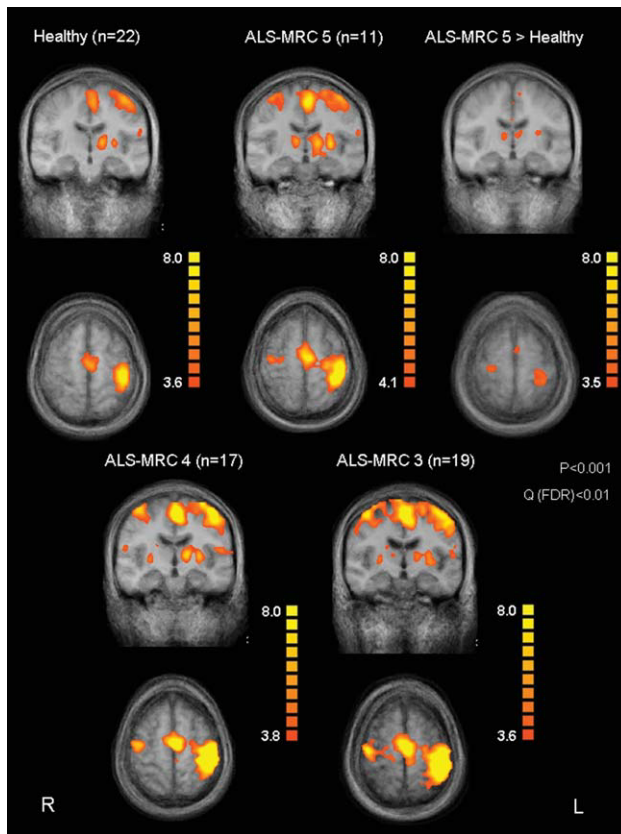 Healthy (n=22)
ALS-MRC 5 (n=11)
ALS-MRC 5 > Healthy
8.0
3.6
8.0
4.1
8.0
3.5
ALS-MRC 4 (n=17)
ALS-MRC 3 (n=19)
P<0.001
Q (FDR)<0.01
8.0
3.8
8.0
3.6
R
L